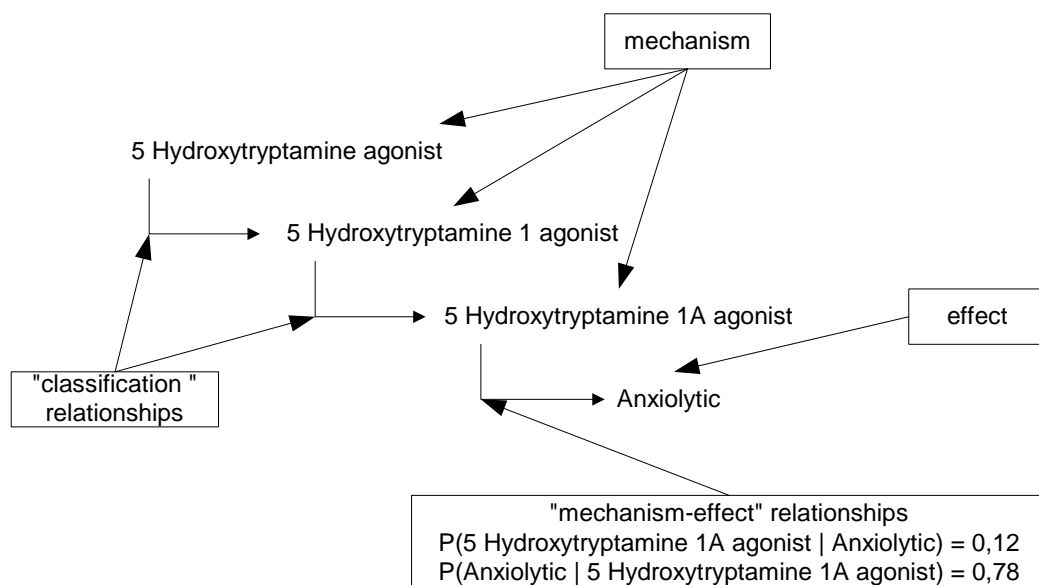 mechanism
5 Hydroxytryptamine agonist
5 Hydroxytryptamine 1 agonist
5 Hydroxytryptamine 1A agonist
effect
"classification "
relationships
Anxiolytic
"mechanism-effect" relationships
P(5 Hydroxytryptamine 1A agonist | Anxiolytic) = 0,12
P(Anxiolytic | 5 Hydroxytryptamine 1A agonist) = 0,78